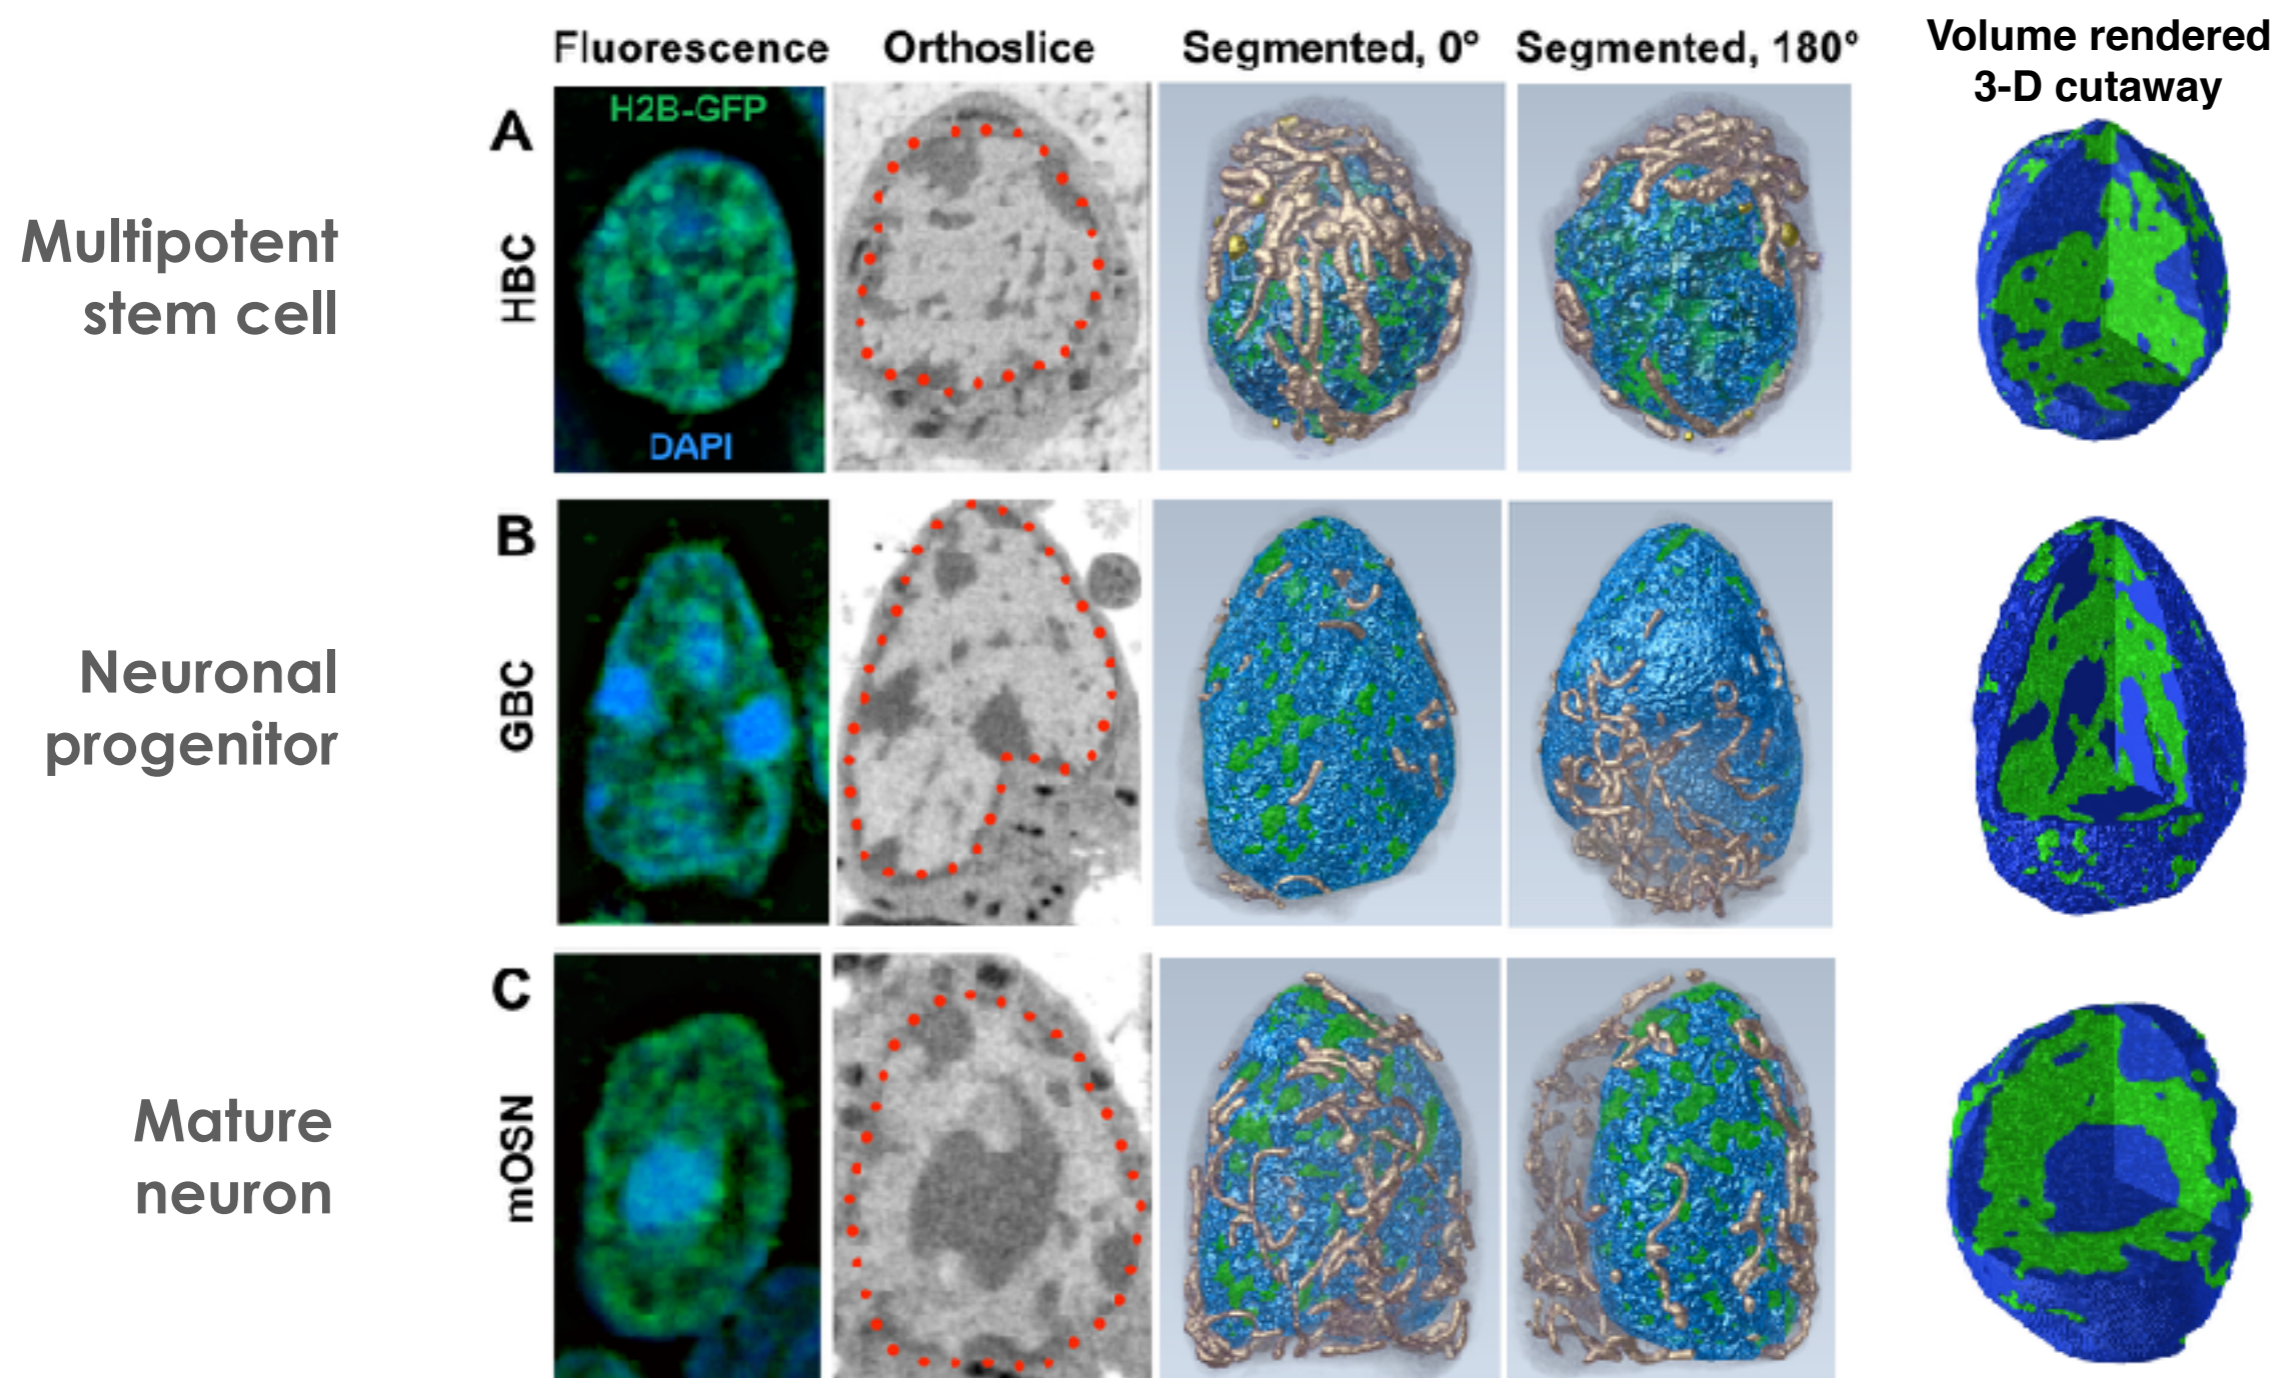 Fluorescence Orthoslice Segmented, 0° Segmented, 180° Volume rendered
3-D cutaway
A
H2B-GFP
HBC
DAPI
Multipotent
stem cell
B
GBC
Neuronal
progenitor
C
mOSN
Mature
neuron